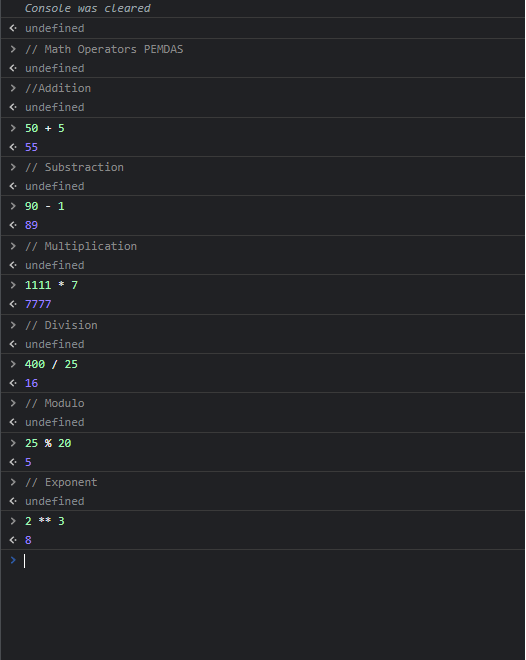 Console was cleared
undefined
// Math Operators PEMDAS
undefined
//Addition
undefined
50 + 5
55
// Substraction
undefined
90 - 1
89
// Multiplication
undefined
1111 * 7
7777
// Division
undefined
400 / 25
16
// Modulo
undefined
25 % 20
5
// Exponent
undefined
2 ** 3
8